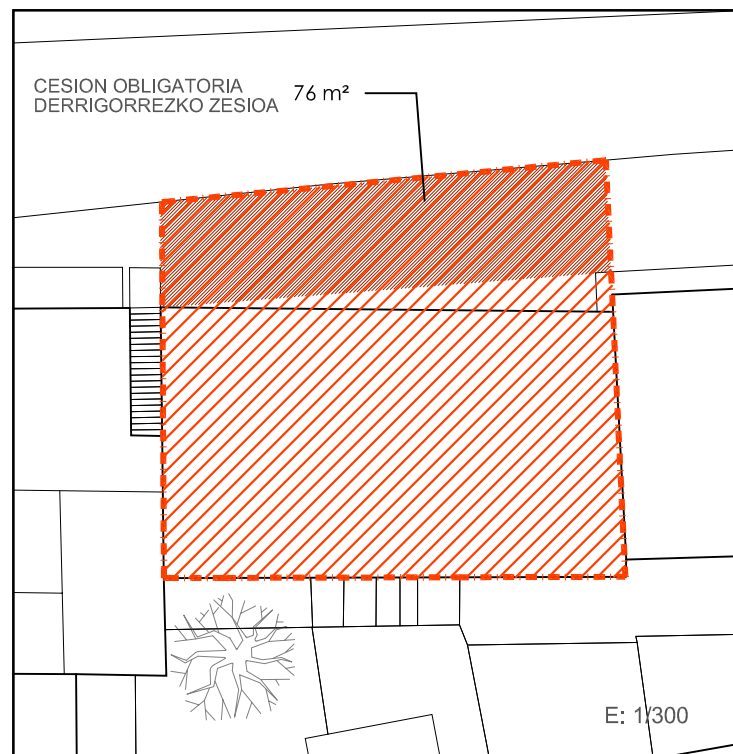 CESION OBLIGATORIA
DERRIGORREZKO ZESIOA
76 m²
E: 1/300